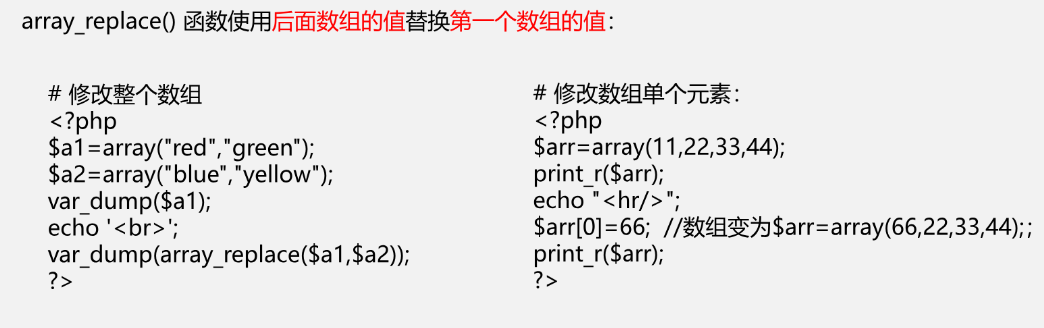 array_replace() 函数使用后面数组的值替换第一个数组的值：
# 修改整个数组
<?php
$a1=array("red","green");
$a2=array("blue","yellow");
var_dump($a1);
echo '<br>';
var_dump(array_replace($a1,$a2));
?>
# 修改数组单个元素：
<?php
$arr=array(11,22,33,44);
print_r($arr);
echo "<hr/>";
$arr[0]=66;  //数组变为$arr=array(66,22,33,44);;
print_r($arr);
?>